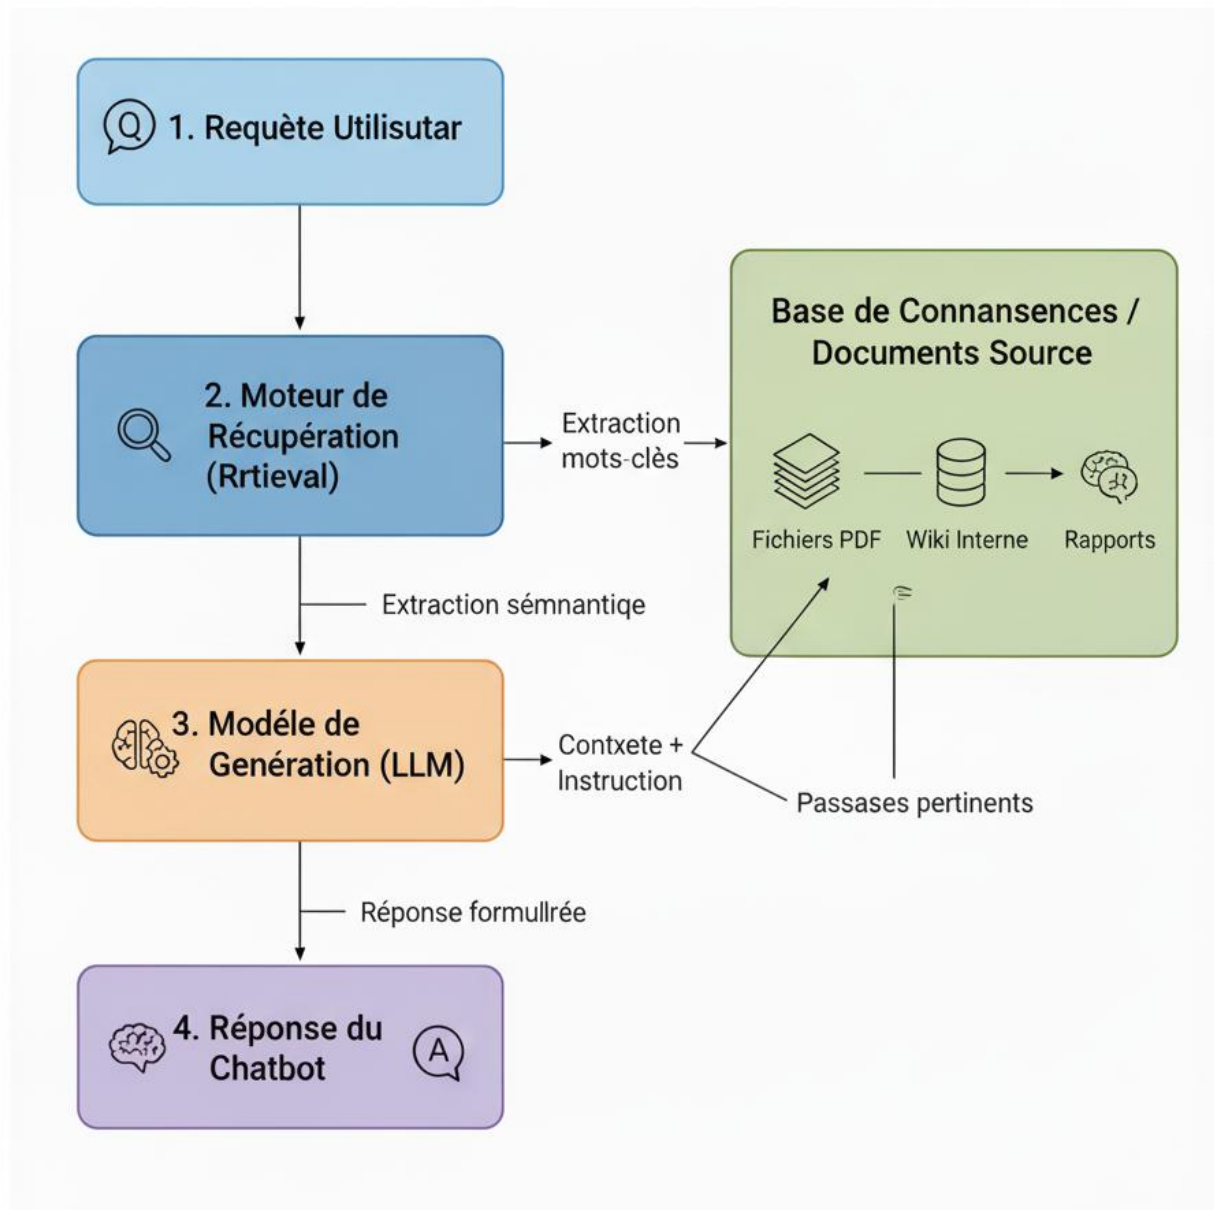 Q
1. Requète Utilisutar
2. Moteur de
Récupération
(Rrtieval)
Extraction
mots-clès
Base de Connansences /
Documents Source
Fichiers PDF
Wiki Interne
Rapports
Extraction sémnantiqe
3. Modéle de
Genération (LLM)
Contxete +
Instruction
Passases pertinents
Réponse formullrée
4. Réponse du
Chatbot
A